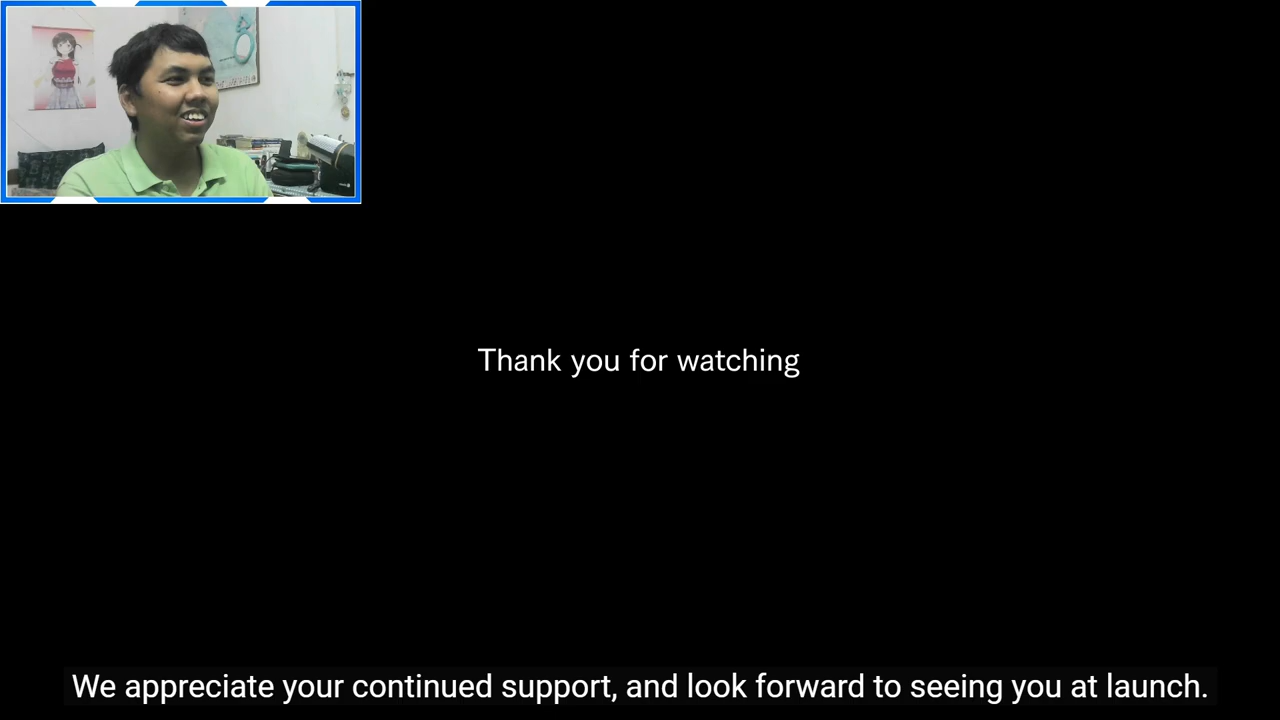 Thank you for watching
We appreciate your continued support, and look forward to seeing you at launch.